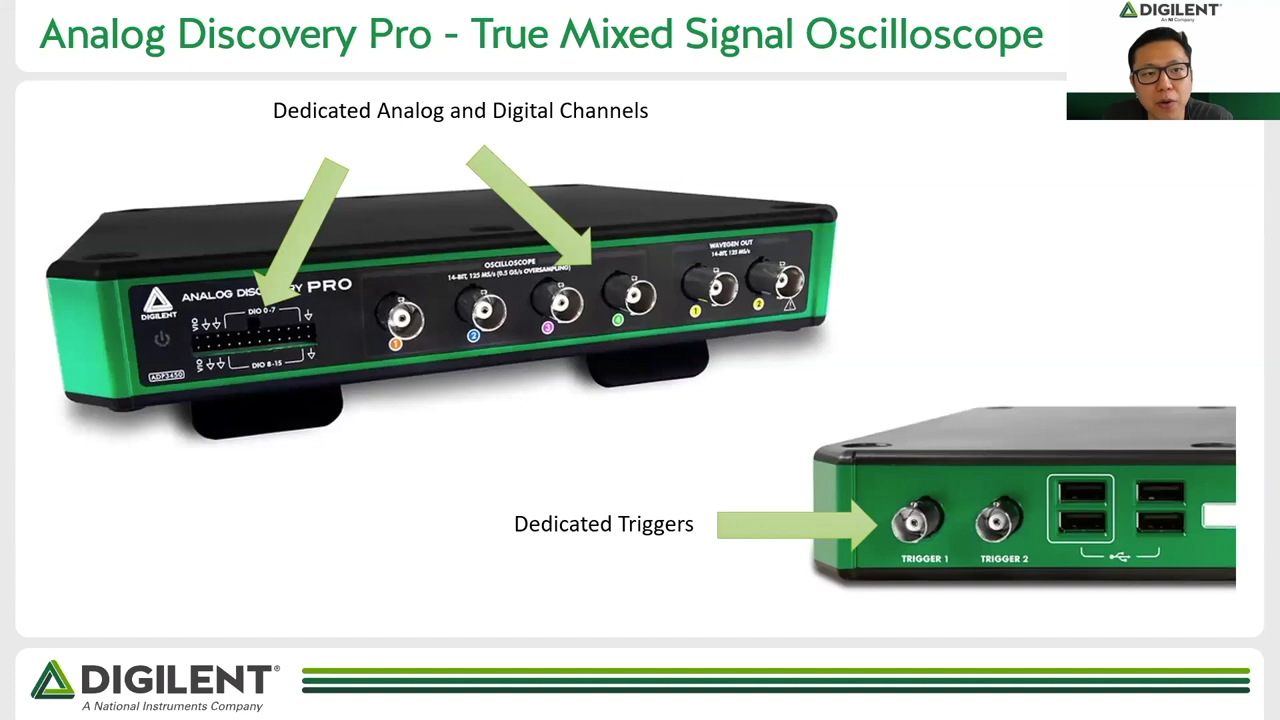 Analog Discovery Pro - True Mixed Signal Oscilloscope
DIGILENT®
An NI Company
Dedicated Analog and Digital Channels
DIGILENT
ANALOG DISCOVERY PRO
DIO 0-7
VIO
VIO
DIO 8-15
ADP3450
OSCILLOSCOPE
14-BIT, 125 MS/s (0.5 GS/s OVERSAMPLING)
1
2
3
4
WAVEGEN OUT
14-BIT, 125 MS/s
1
2
Dedicated Triggers
TRIGGER 1
TRIGGER 2
DIGILENT®
A National Instruments Company